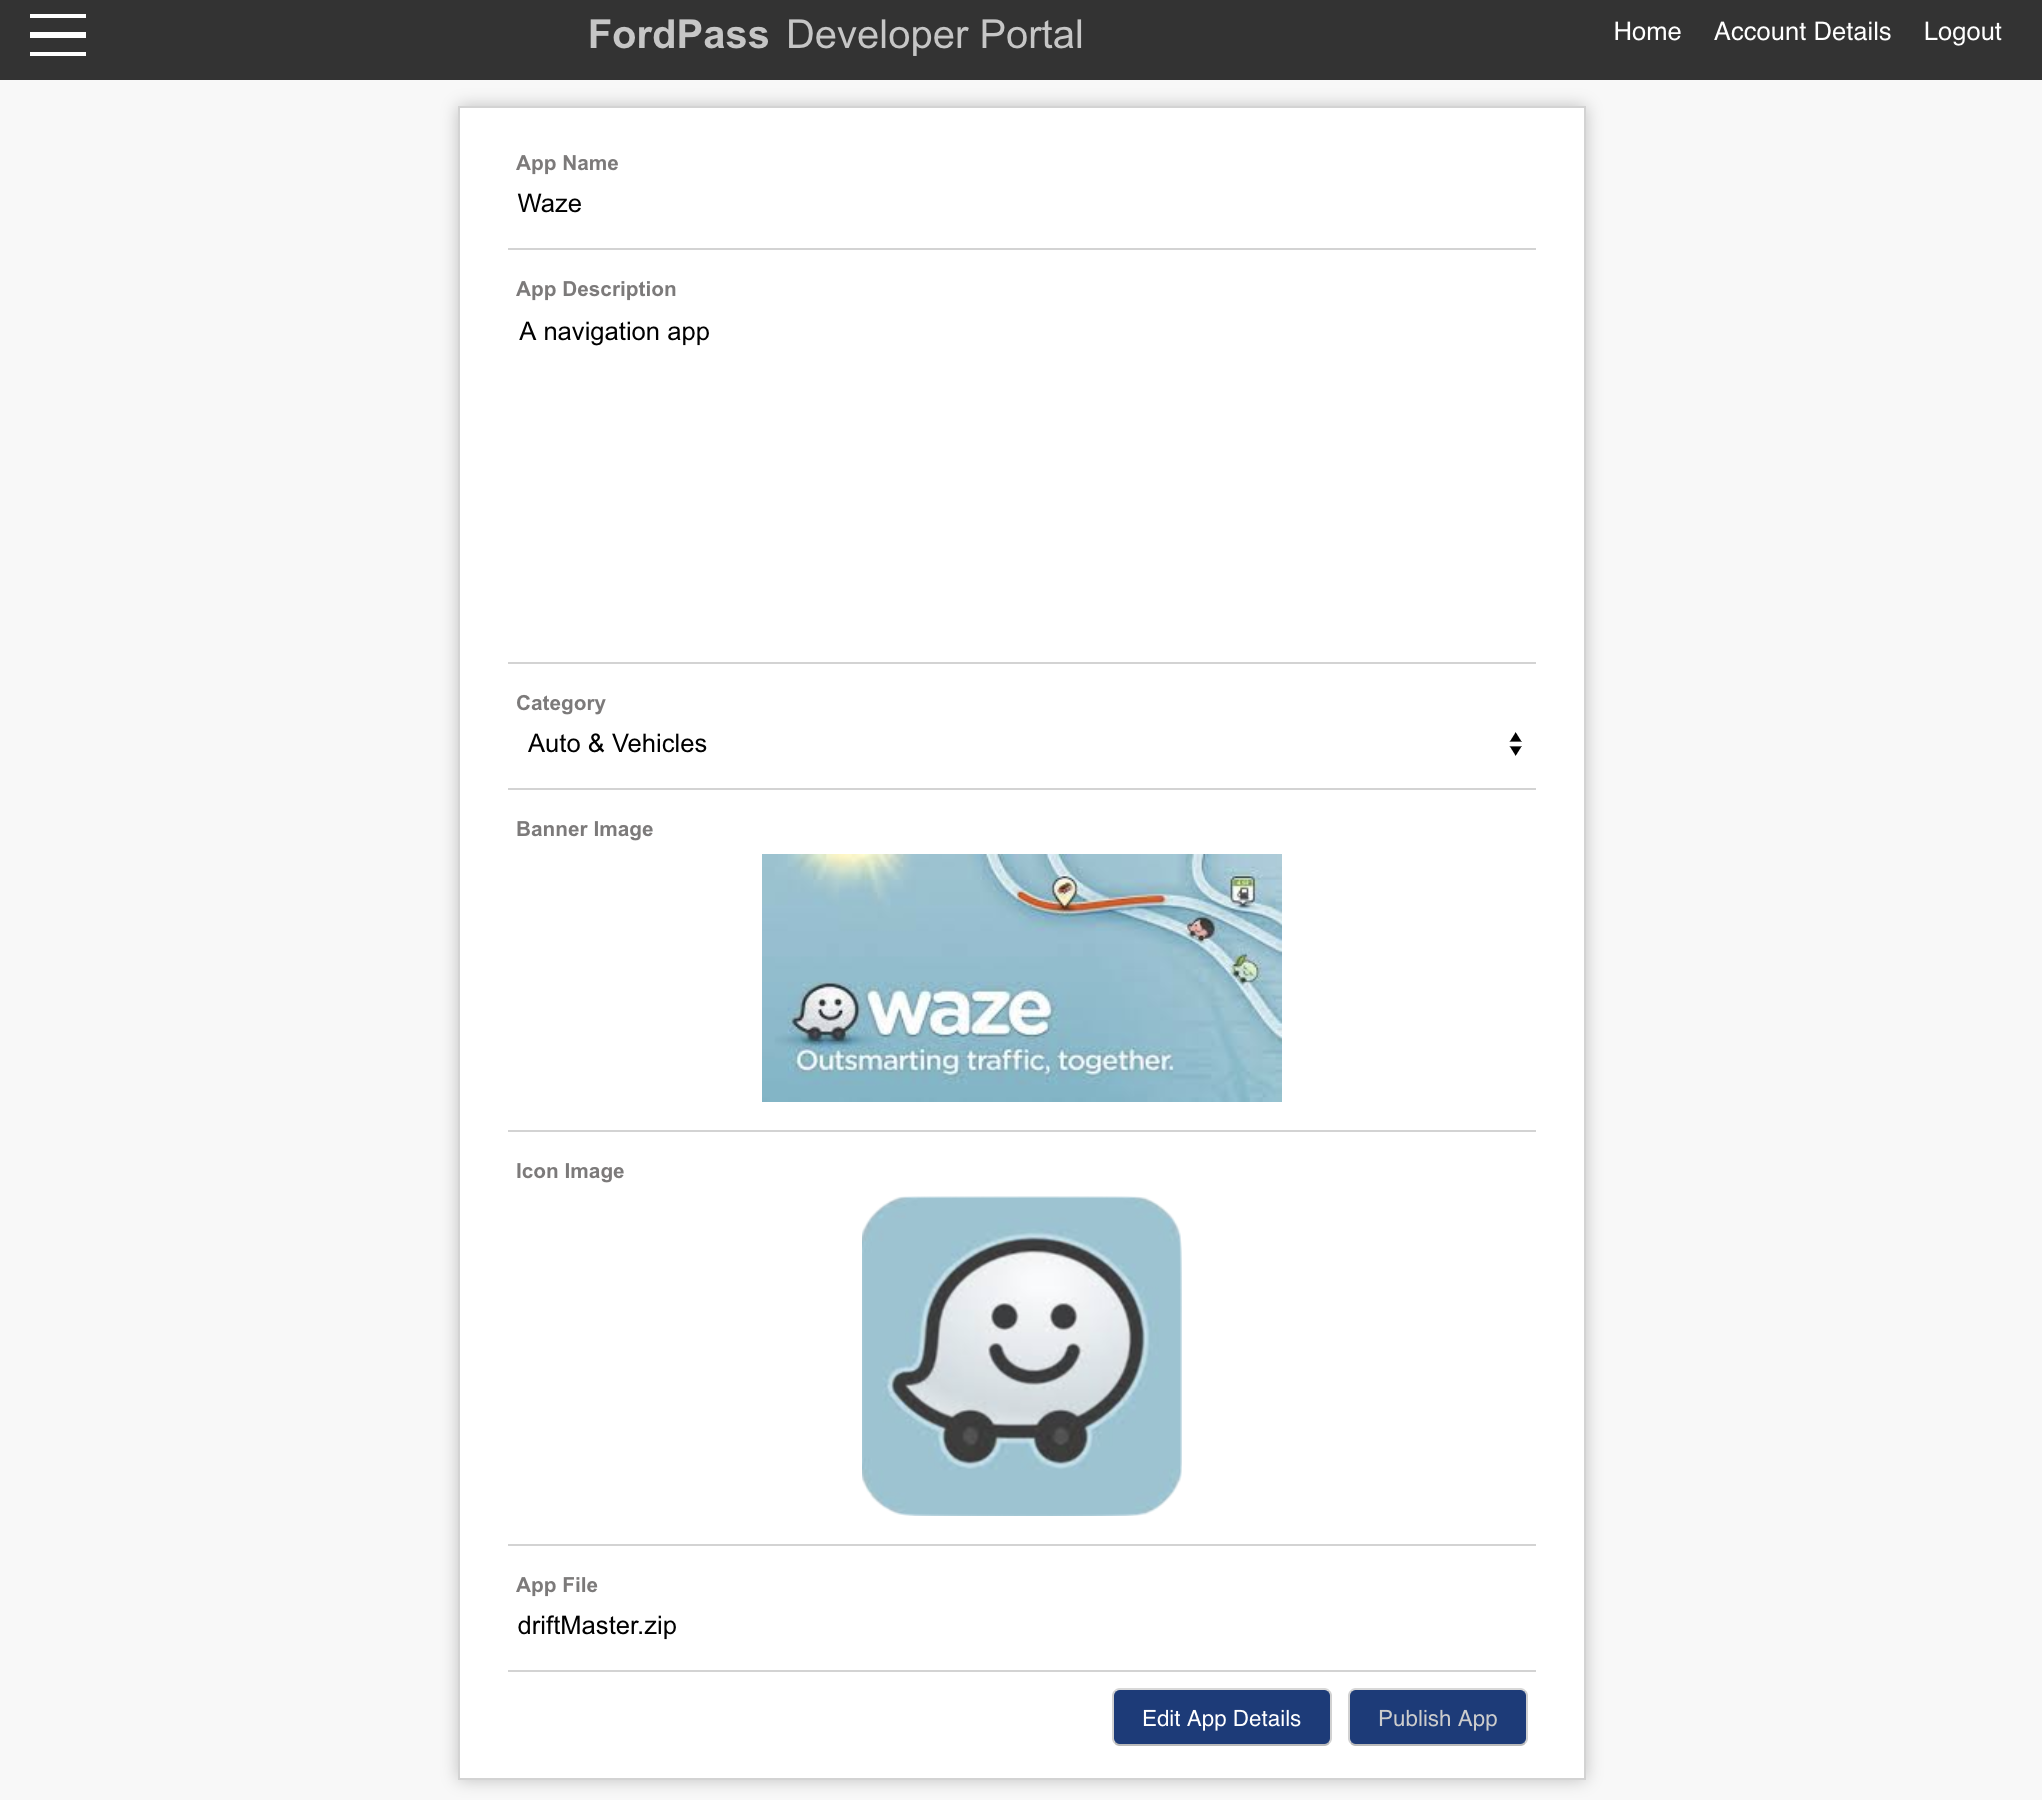 FordPass Developer Portal
Home Account Details Logout
App Name
Waze
App Description
A navigation app
Category
Auto & Vehicles
Banner Image
waze
Outsmarting traffic, together.
Icon Image
App File
driftMaster.zip
Edit App Details Publish App